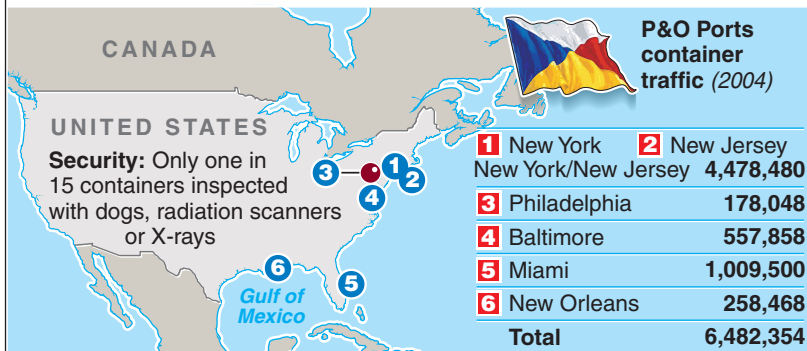 CANADA
UNITED STATES
Security: Only one in
15 containers inspected
with dogs, radiation scanners
or X-rays
3
1
2
4
6
5
Gulf of
Mexico
P&O Ports
container
traffic (2004)
1 New York 2 New Jersey
New York/New Jersey 4,478,480
3 Philadelphia 178,048
4 Baltimore 557,858
5 Miami 1,009,500
6 New Orleans 258,468
Total 6,482,354